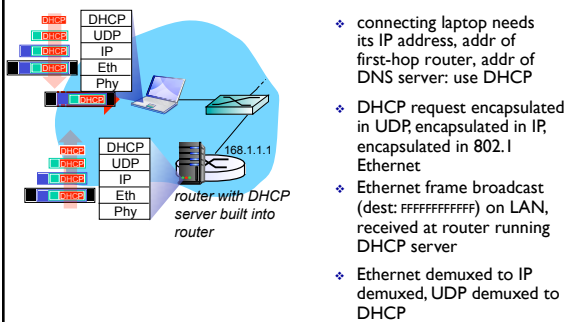 DHCP
DHCP
DHCP
DHCP
DHCP
DHCP
UDP
IP
Eth
Phy
DHCP
DHCP
DHCP
DHCP
DHCP
UDP
IP
Eth
Phy
168.1.1.1
router with DHCP
server built into
router
❖ connecting laptop needs
its IP address, addr of
first-hop router, addr of
DNS server: use DHCP
❖ DHCP request encapsulated
in UDP, encapsulated in IP,
encapsulated in 802.1
Ethernet
❖ Ethernet frame broadcast
(dest: FFFFFFFFFFFF) on LAN,
received at router running
DHCP server
❖ Ethernet demuxed to IP
demuxed, UDP demuxed to
DHCP